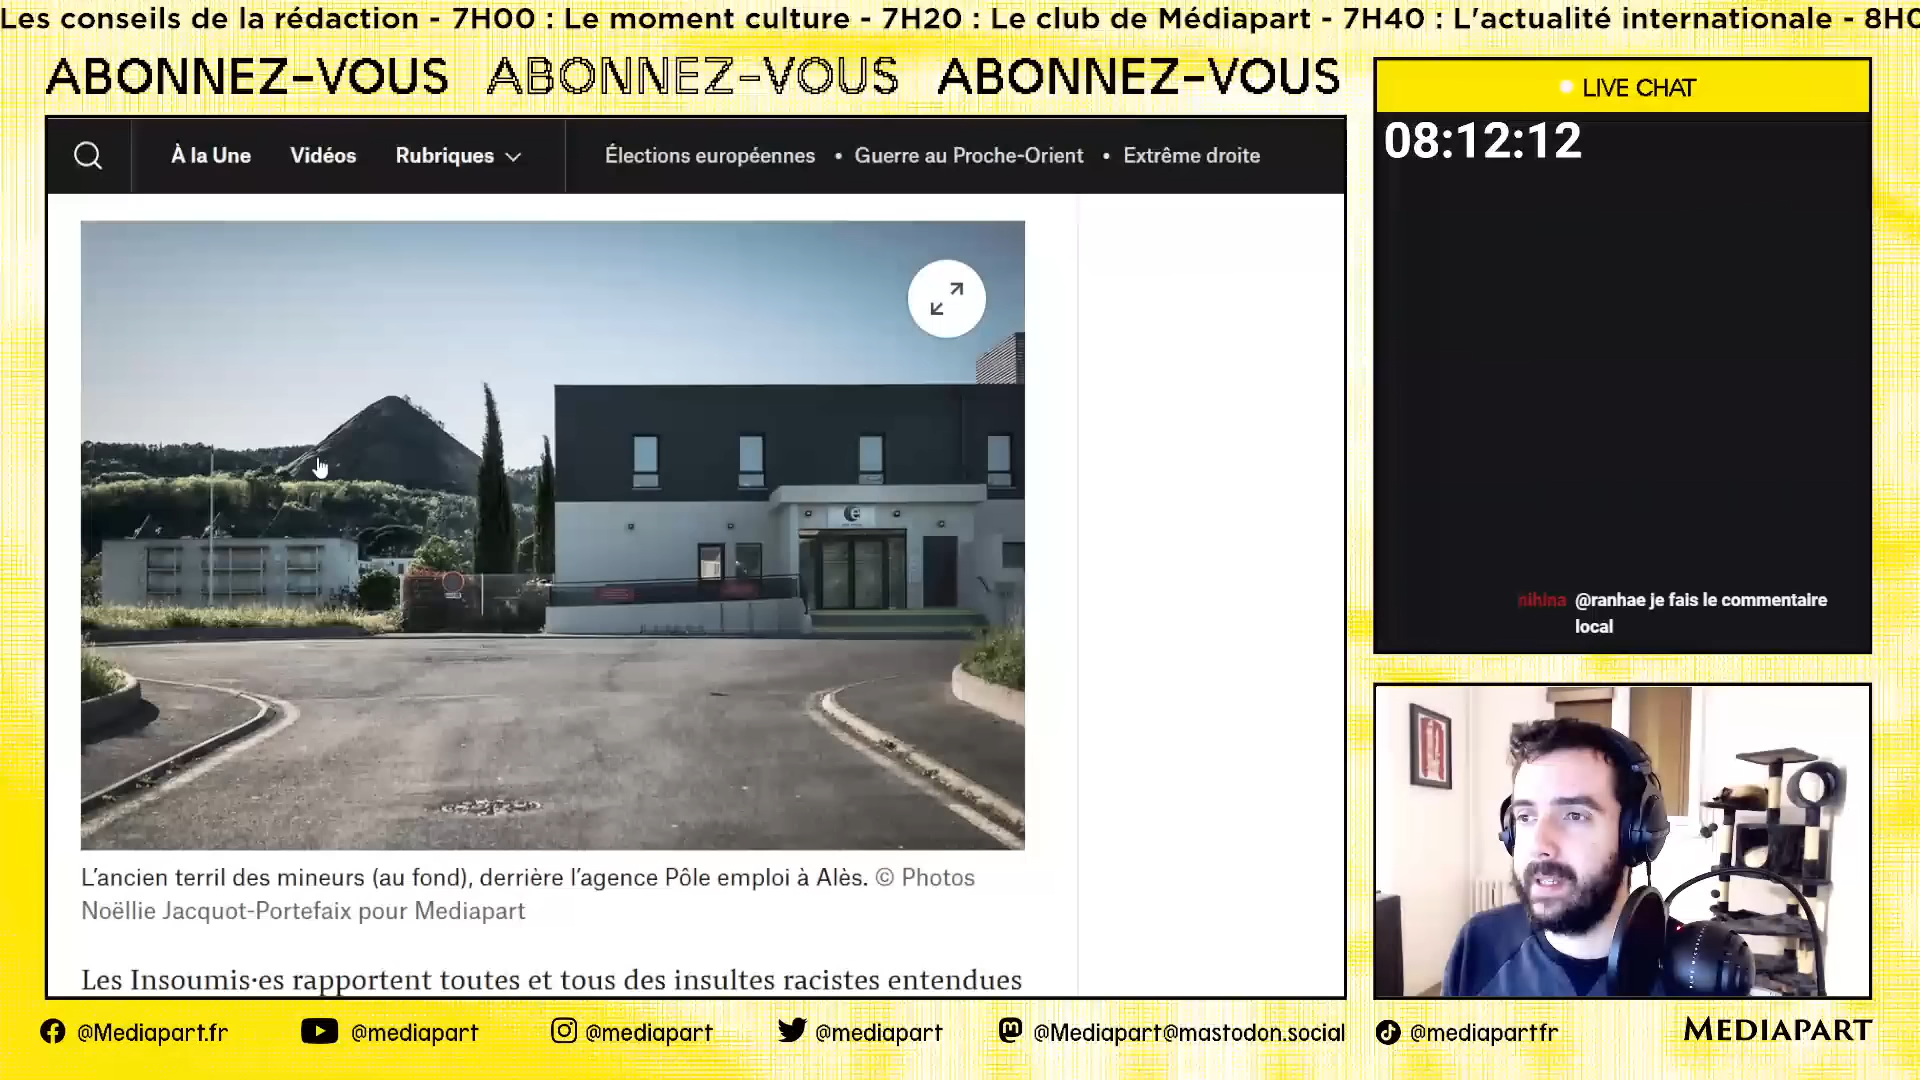 Les conseils de la rédaction - 7H00 : Le moment culture - 7H20 : Le club de Médiapart - 7H40 : L'actualité internationale - 8H0
ABONNEZ-VOUS ABONNEZ-VOUS ABONNEZ-VOUS
LIVE CHAT
08:12:12
À la Une Vidéos Rubriques Élections européennes • Guerre au Proche-Orient • Extrême droite
nihina @ranhae je fais le commentaire
local
L'ancien terril des mineurs (au fond), derrière l'agence Pôle emploi à Alès. © Photos
Noëllie Jacquot-Portefaix pour Mediapart
Les Insoumis·es rapportent toutes et tous des insultes racistes entendues
@Mediapart.fr @mediapart @mediapart @mediapart @Mediapart@mastodon.social @mediapartfr MEDIAPART